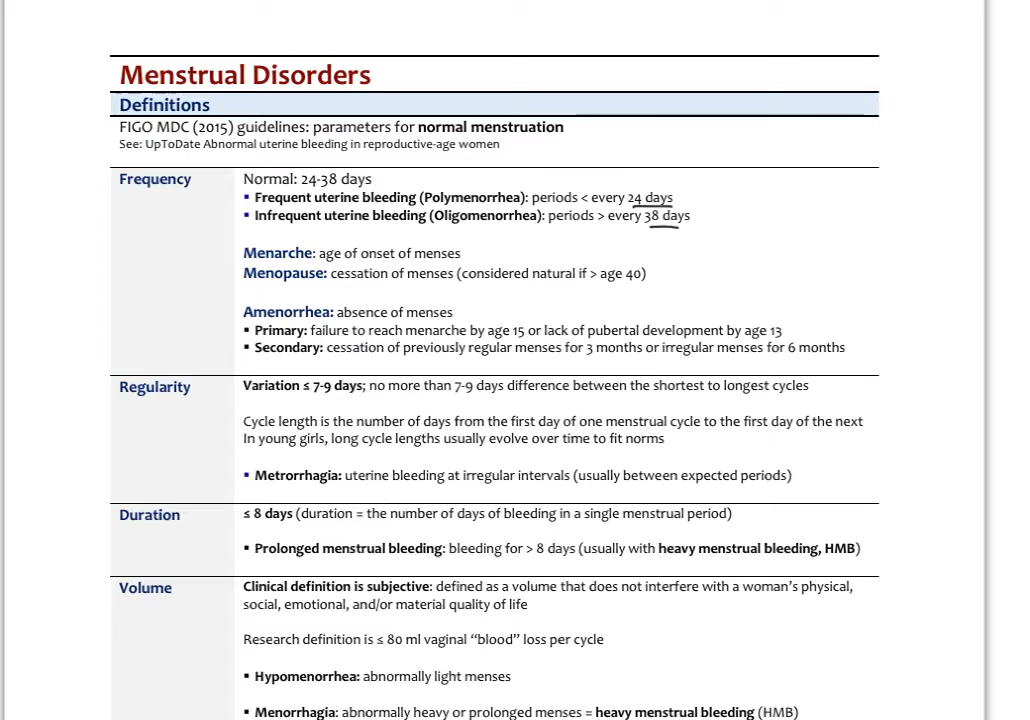 Menstrual Disorders
Definitions
FIGO MDC (2015) guidelines: parameters for normal menstruation
See: UpToDate Abnormal uterine bleeding in reproductive-age women
Frequency
Normal: 24-38 days
▪ Frequent uterine bleeding (Polymenorrhea): periods < every 24 days
▪ Infrequent uterine bleeding (Oligomenorrhea): periods > every 38 days
Menarche: age of onset of menses
Menopause: cessation of menses (considered natural if > age 40)
Amenorrhea: absence of menses
▪ Primary: failure to reach menarche by age 15 or lack of pubertal development by age 13
▪ Secondary: cessation of previously regular menses for 3 months or irregular menses for 6 months
Regularity
Variation ≤ 7-9 days; no more than 7-9 days difference between the shortest to longest cycles
Cycle length is the number of days from the first day of one menstrual cycle to the first day of the next
In young girls, long cycle lengths usually evolve over time to fit norms
▪ Metrorrhagia: uterine bleeding at irregular intervals (usually between expected periods)
Duration
≤ 8 days (duration = the number of days of bleeding in a single menstrual period)
▪ Prolonged menstrual bleeding: bleeding for > 8 days (usually with heavy menstrual bleeding, HMB)
Volume
Clinical definition is subjective: defined as a volume that does not interfere with a woman's physical,
social, emotional, and/or material quality of life
Research definition is ≤ 80 ml vaginal "blood" loss per cycle
▪ Hypomenorrhea: abnormally light menses
▪ Menorrhagia: abnormally heavy or prolonged menses = heavy menstrual bleeding (HMB)